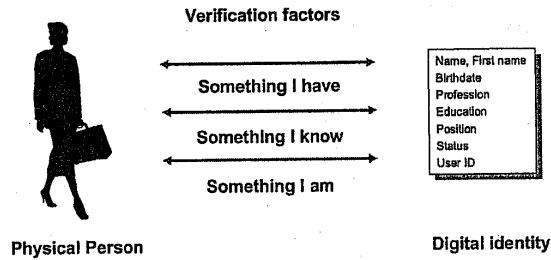 Verification factors
Something I have
Something I know
Something I am
Physical Person
Name, First name
Birthdate
Profession
Education
Position
Status
User ID
Digital identity